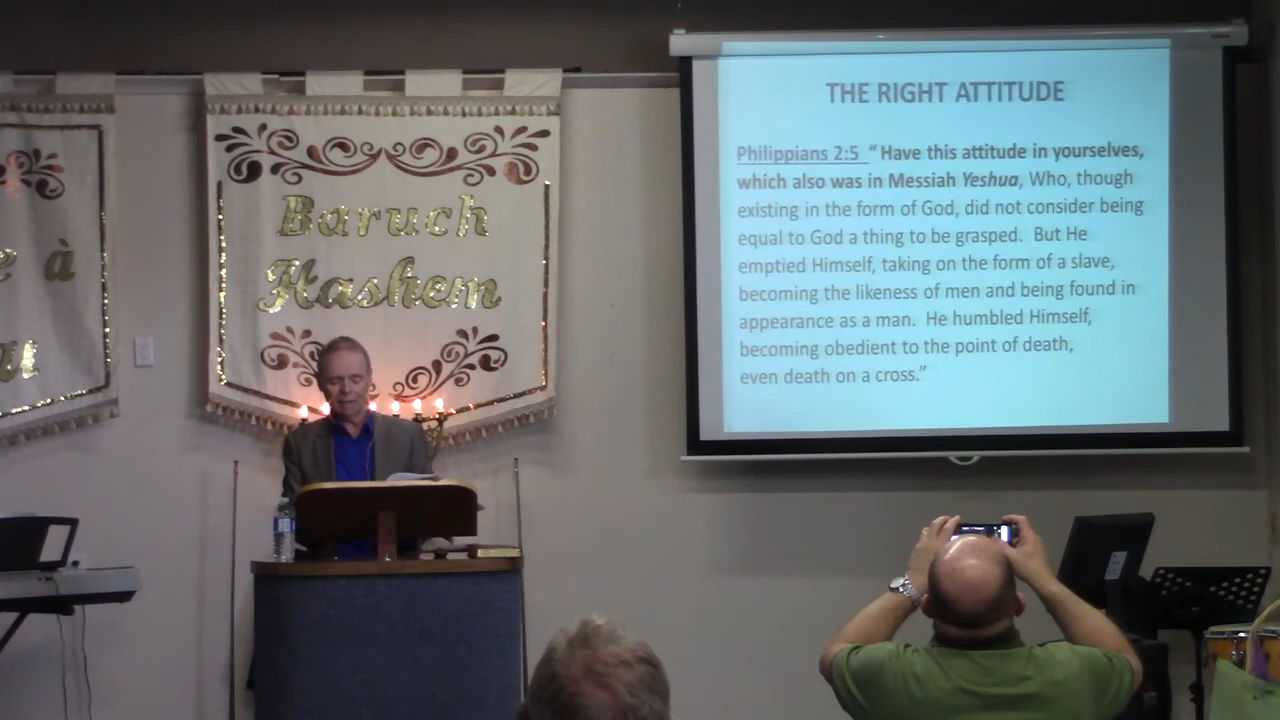 e à
au
Baruch
Hashem
THE RIGHT ATTITUDE
Philippians 2:5 “ Have this attitude in yourselves,
which also was in Messiah Yeshua, Who, though
existing in the form of God, did not consider being
equal to God a thing to be grasped. But He
emptied Himself, taking on the form of a slave,
becoming the likeness of men and being found in
appearance as a man. He humbled Himself,
becoming obedient to the point of death,
even death on a cross.”